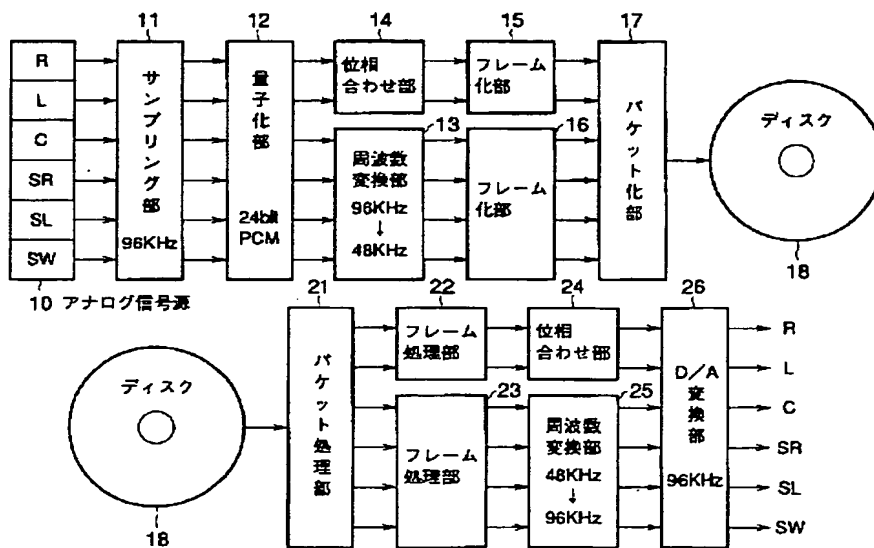 11
12
14
15
17
R
L
C
SR
SL
SW
サンプリング部
96KHz
量子化部
24bit
PCM
位相
合わせ部
フレーム
化部
13
周波数
変換部
96KHz
↓
48KHz
16
フレーム
化部
パケット化部
ディスク
18
10 アナログ信号源
21
22
24
26
ディスク
18
パケット処理部
フレーム
処理部
位相
合わせ部
23
フレーム
処理部
25
周波数
変換部
48KHz
↓
96KHz
D/A
変換部
96KHz
R
L
C
SR
SL
SW